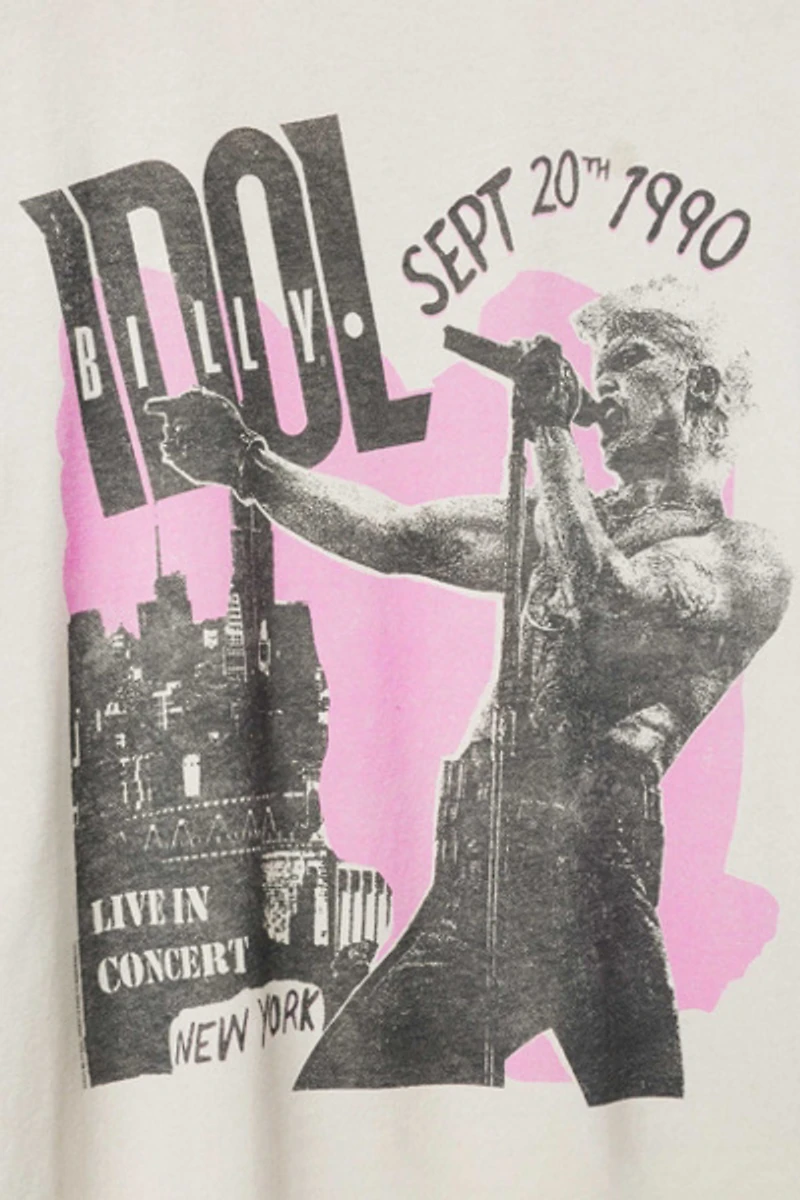 IDOL
BILLY
SEPT 20TH 1990
LIVE IN
CONCERT
NEW YORK